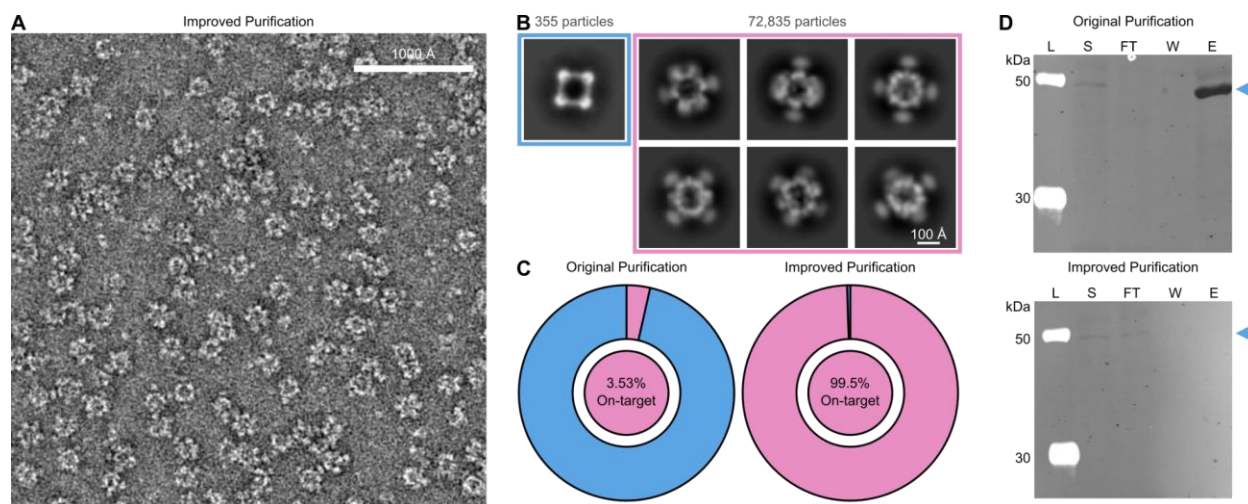 A
Improved Purification
1000 Å
B
355 particles
72,835 particles
100 Å
C
Original Purification
Improved Purification
3.53%
On-target
99.5%
On-target
D
Original Purification
L S FT W E
kDa
50
30
Improved Purification
L S FT W E
kDa
50
30